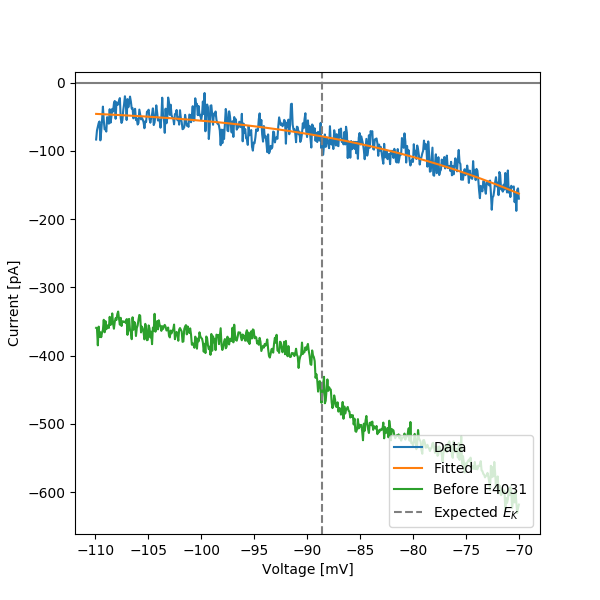 0
−100
−200
−300
−400
−500
−600
Current [pA]
−110
−105
−100
−95
−90
−85
−80
−75
−70
Voltage [mV]
Data
Fitted
Before E4031
Expected E_K